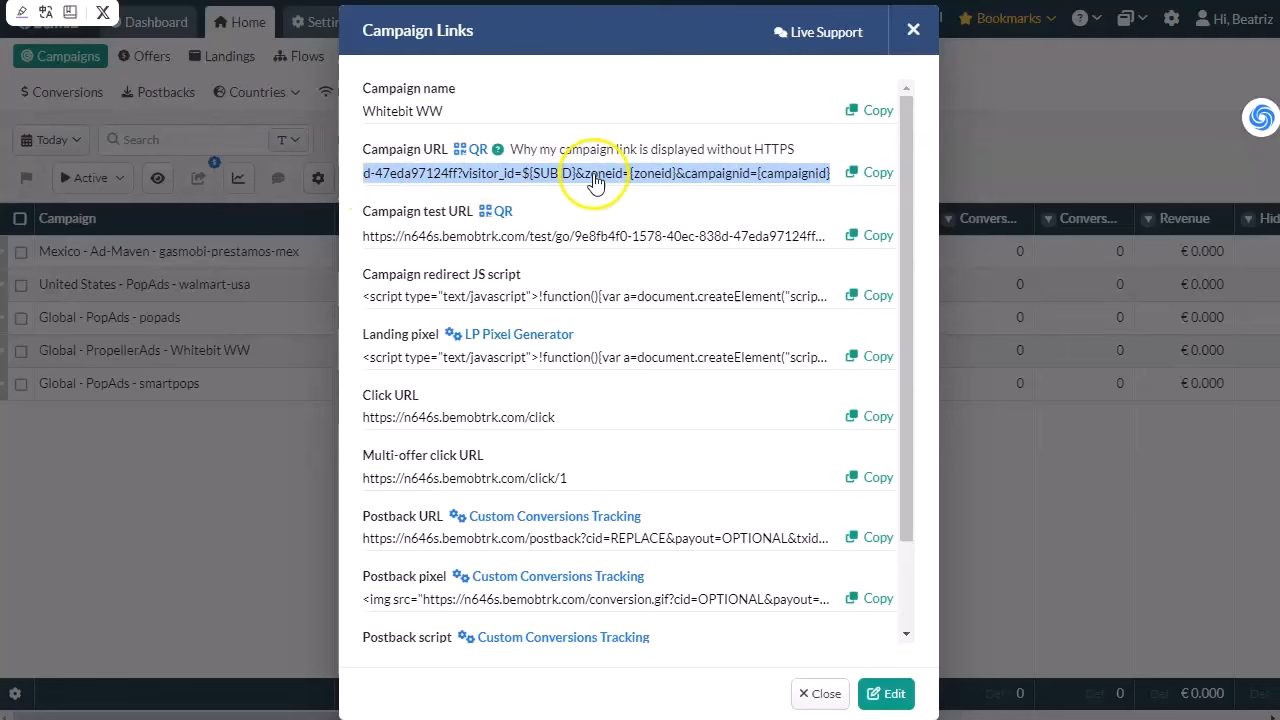 Dashboard
Home
Settin
Bookmarks
Hi, Beatriz
Campaigns
Offers
Landings
Flows
Conversions
Postbacks
Countries
Today
Search
T
Active
Campaign
Convers...
Convers...
Revenue
Hid
Mexico - Ad-Maven - gasmobi-prestamos-mex
0
0
€ 0.000
United States - PopAds - walmart-usa
0
0
€ 0.000
Global - PopAds - popads
0
0
€ 0.000
Global - PropellerAds - Whitebit WW
0
0
€ 0.000
Global - PopAds - smartpops
0
0
€ 0.000
Campaign Links
Live Support
Campaign name
Whitebit WW
Copy
Campaign URL QR Why my campaign link is displayed without HTTPS
d-47eda97124ff?visitor_id=${SUBID}&zoneid={zoneid}&campaignid={campaignid}
Copy
Campaign test URL QR
https://n646s.bemobtrk.com/test/go/9e8fb4f0-1578-40ec-838d-47eda97124ff...
Copy
Campaign redirect JS script
<script type="text/javascript">!function(){var a=document.createElement("scrip...
Copy
Landing pixel LP Pixel Generator
<script type="text/javascript">!function(){var a=document.createElement("scrip...
Copy
Click URL
https://n646s.bemobtrk.com/click
Copy
Multi-offer click URL
https://n646s.bemobtrk.com/click/1
Copy
Postback URL Custom Conversions Tracking
https://n646s.bemobtrk.com/postback?cid=REPLACE&payout=OPTIONAL&txid...
Copy
Postback pixel Custom Conversions Tracking
<img src="https://n646s.bemobtrk.com/conversion.gif?cid=OPTIONAL&payout=...
Copy
Postback script Custom Conversions Tracking
Close
Edit
0
0
€ 0.000